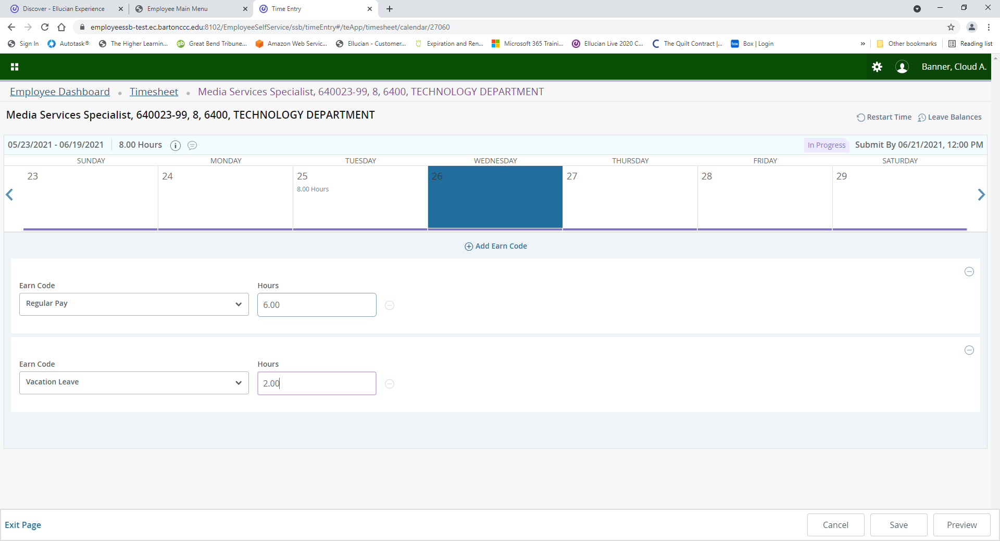 Discover - Ellucian Experience
Employee Main Menu
Time Entry
employeessb-test.ec.bartonccc.edu:8102/EmployeeSelfService/ssb/timeEntry#/teApp/timesheet/calendar/27060
Sign In
Autotask®
The Higher Learnin...
gb
Great Bend Tribune...
Amazon Web Servic...
Ellucian - Customer...
Expiration and Ren...
Microsoft 365 Traini...
Ellucian Live 2020 C...
The Quilt Contract |...
box
Box | Login
»
Other bookmarks
Reading list
Banner, Cloud A.
Employee Dashboard • Timesheet • Media Services Specialist, 640023-99, 8, 6400, TECHNOLOGY DEPARTMENT
Media Services Specialist, 640023-99, 8, 6400, TECHNOLOGY DEPARTMENT
Restart Time
Leave Balances
05/23/2021 - 06/19/2021
8.00 Hours
In Progress
Submit By 06/21/2021, 12:00 PM
SUNDAY
MONDAY
TUESDAY
WEDNESDAY
THURSDAY
FRIDAY
SATURDAY
23
24
25
26
27
28
29
8.00 Hours
Add Earn Code
Earn Code
Hours
Regular Pay
6.00
Earn Code
Hours
Vacation Leave
2.00
Exit Page
Cancel
Save
Preview